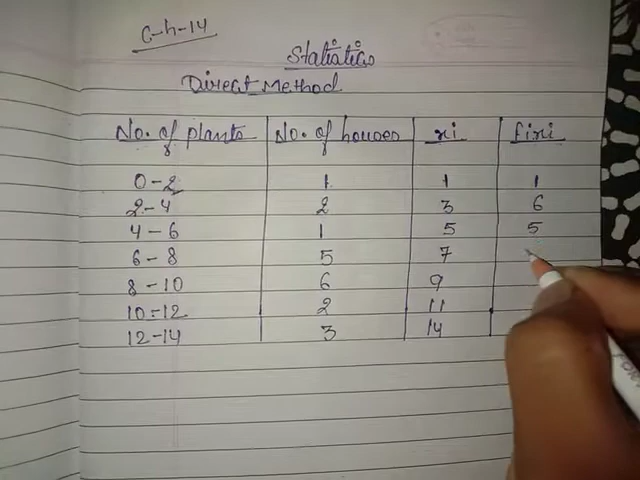 C-h-14
Statistics
Direct Method
No. of plants No. of houses xi fixi
0-2 1 1 1
2-4 2 3 6
4-6 1 5 5
6-8 5 7
8-10 6 9
10-12 2 11
12-14 3 14